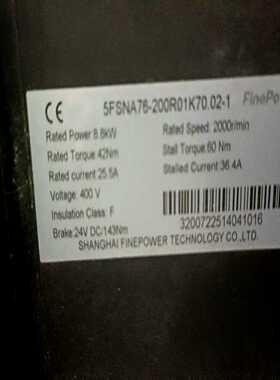 CE 5FSNA76-200R01K70.02-1 FinePo
Rated Power 8.8kW Rated Speed: 2000r/min
Rated Torque 42Nm Stall Torque:60 Nm
Rated current 25.5A Stalled Current 36.4A
Voltage: 400 V
Insulation Class: F
Brake:24V DC/143Nm 3200722514041016
SHANGHAI FINEPOWER TECHNOLOGY CO.,LTD.